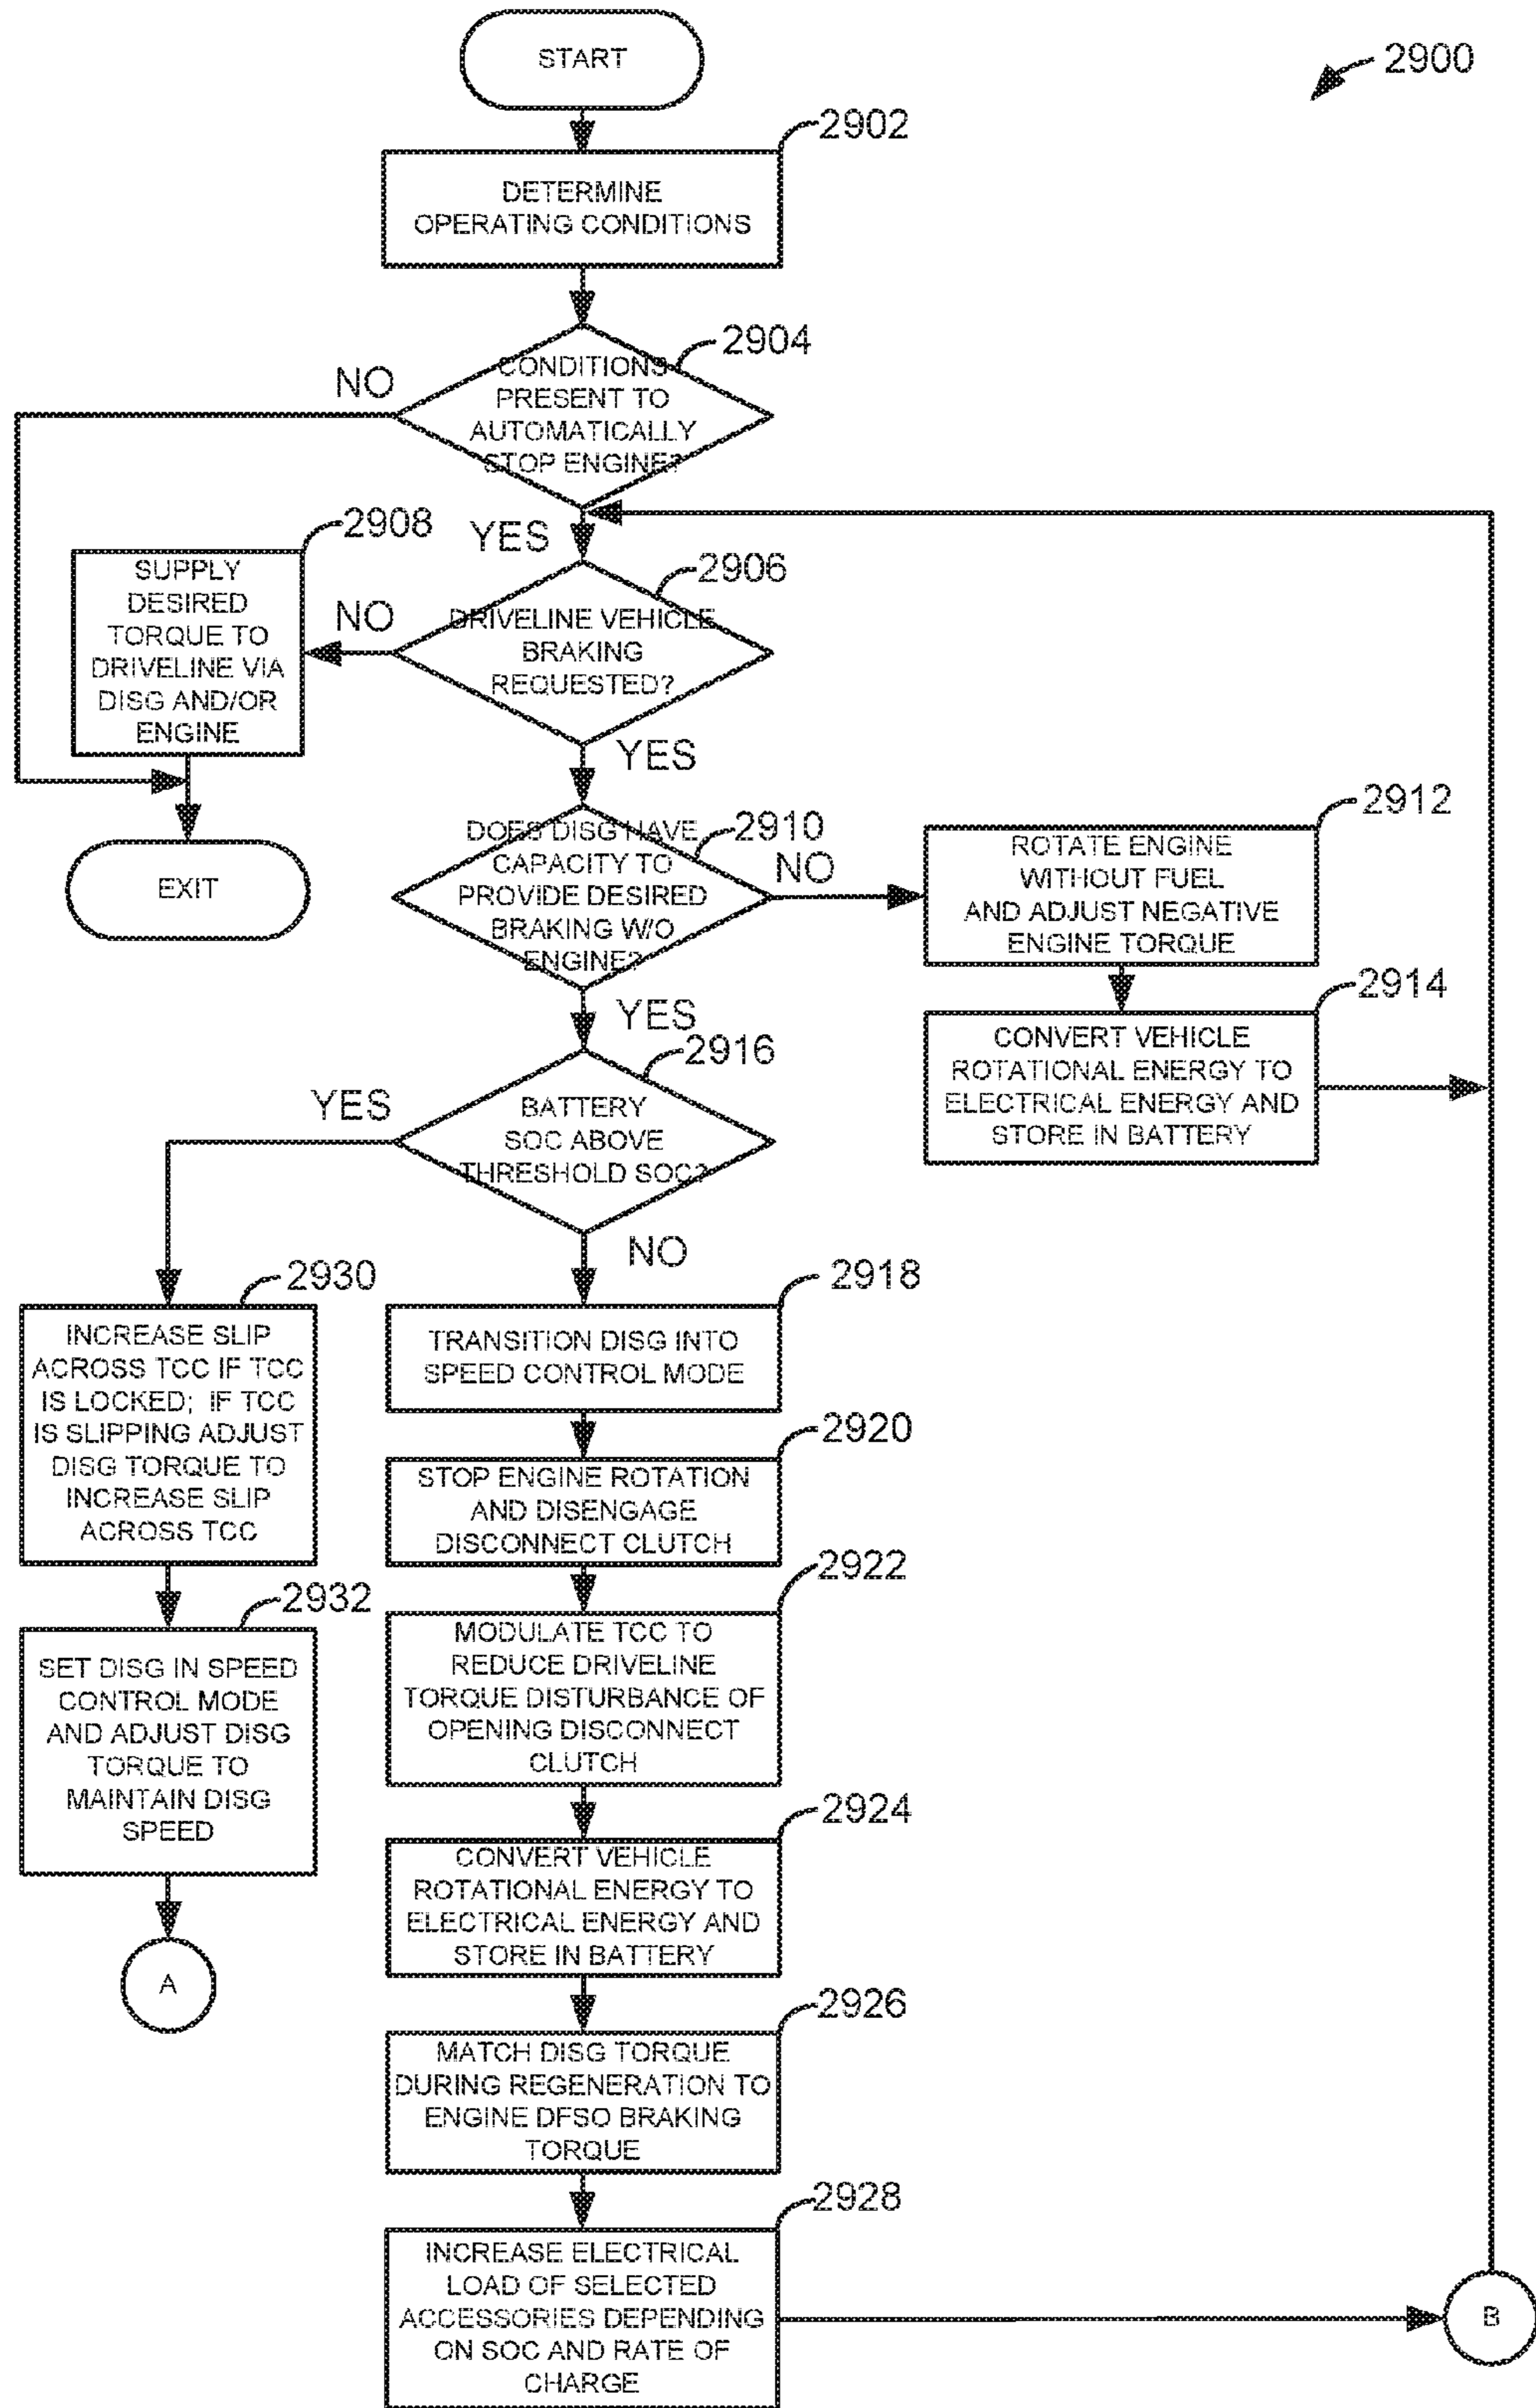 START
2900
2902
DETERMINE
OPERATING CONDITIONS
2904
CONDITIONS
PRESENT TO
AUTOMATICALLY
STOP ENGINE?
NO
YES
2906
DRIVELINE VEHICLE
BRAKING
REQUESTED?
NO
2908
SUPPLY
DESIRED
TORQUE TO
DRIVELINE VIA
DISG AND/OR
ENGINE
EXIT
YES
2910
DOES DISG HAVE
CAPACITY TO
PROVIDE DESIRED
BRAKING W/O
ENGINE?
NO
2912
ROTATE ENGINE
WITHOUT FUEL
AND ADJUST NEGATIVE
ENGINE TORQUE
2914
CONVERT VEHICLE
ROTATIONAL ENERGY TO
ELECTRICAL ENERGY AND
STORE IN BATTERY
YES
2916
BATTERY
SOC ABOVE
THRESHOLD SOC?
YES
NO
2930
INCREASE SLIP
ACROSS TCC IF TCC
IS LOCKED; IF TCC
IS SLIPPING ADJUST
DISG TORQUE TO
INCREASE SLIP
ACROSS TCC
2932
SET DISG IN SPEED
CONTROL MODE
AND ADJUST DISG
TORQUE TO
MAINTAIN DISG
SPEED
A
2918
TRANSITION DISG INTO
SPEED CONTROL MODE
2920
STOP ENGINE ROTATION
AND DISENGAGE
DISCONNECT CLUTCH
2922
MODULATE TCC TO
REDUCE DRIVELINE
TORQUE DISTURBANCE OF
OPENING DISCONNECT
CLUTCH
2924
CONVERT VEHICLE
ROTATIONAL ENERGY TO
ELECTRICAL ENERGY AND
STORE IN BATTERY
2926
MATCH DISG TORQUE
DURING REGENERATION TO
ENGINE DFSO BRAKING
TORQUE
2928
INCREASE ELECTRICAL
LOAD OF SELECTED
ACCESSORIES DEPENDING
ON SOC AND RATE OF
CHARGE
B